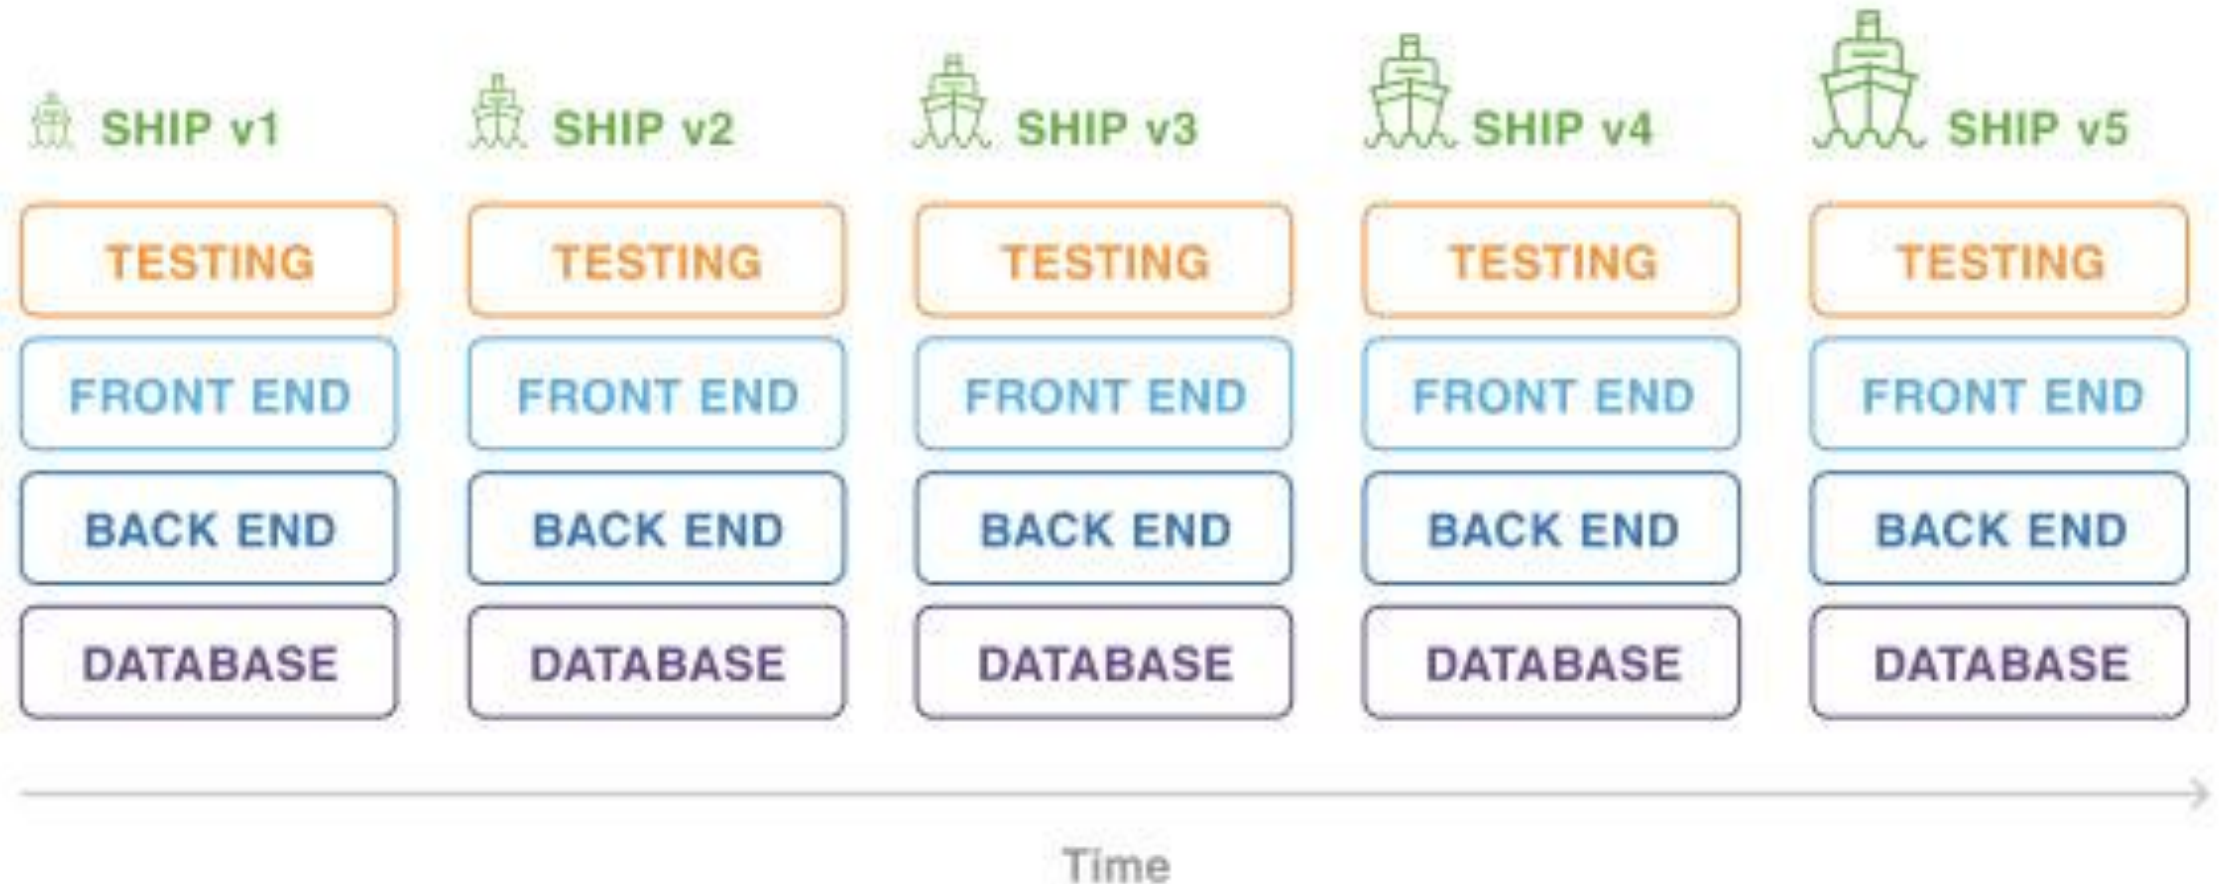 SHIP v1 SHIP v2 SHIP v3 SHIP v4 SHIP v5
TESTING TESTING TESTING TESTING TESTING
FRONT END FRONT END FRONT END FRONT END FRONT END
BACK END BACK END BACK END BACK END BACK END
DATABASE DATABASE DATABASE DATABASE DATABASE
Time